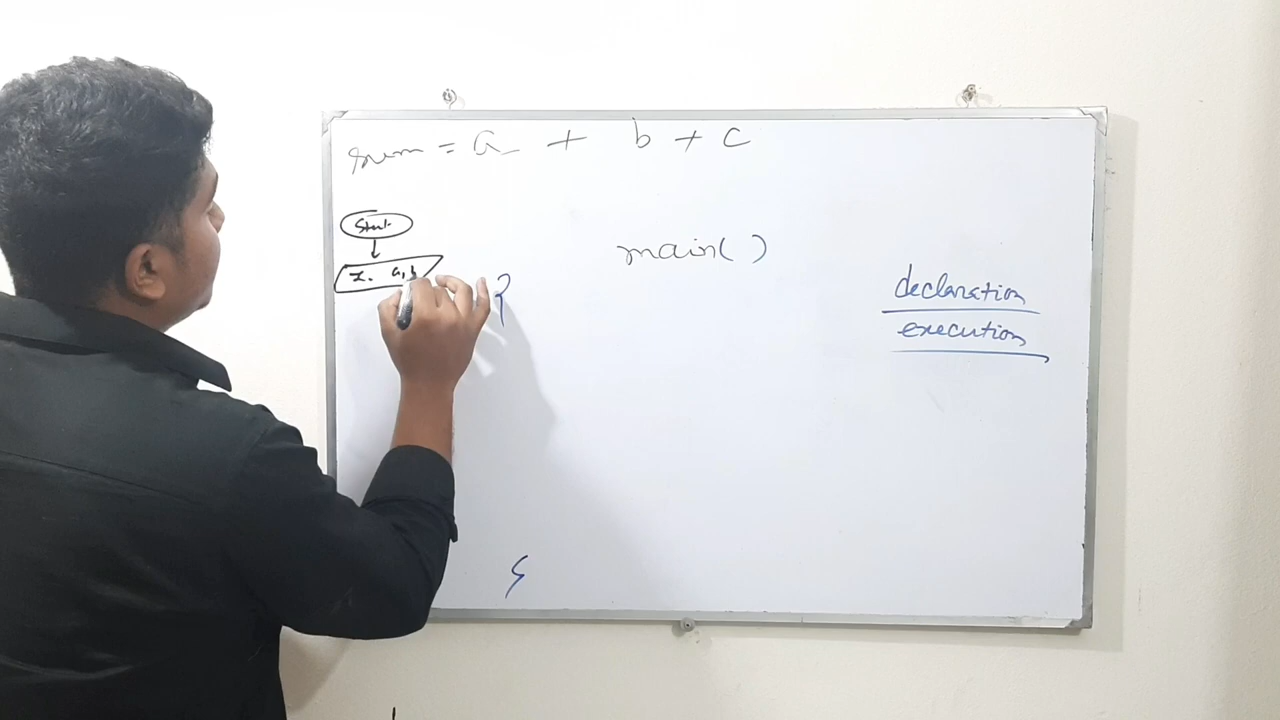 sum = a + b + c
Start
main( )
I. a, b
declaration
execution